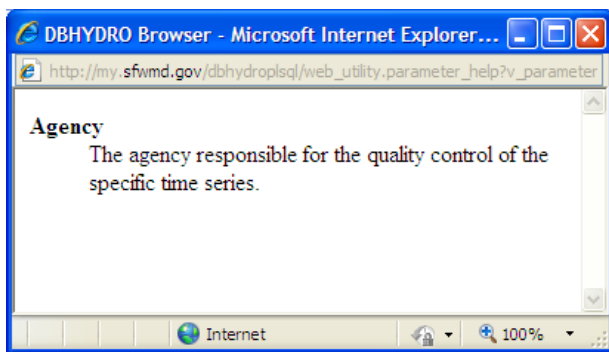 DBHYDRO Browser - Microsoft Internet Explorer...
http://my.sfwmd.gov/dbhydroplsql/web_utility.parameter_help?v_parameter
Agency
The agency responsible for the quality control of the
specific time series.
Internet
100%